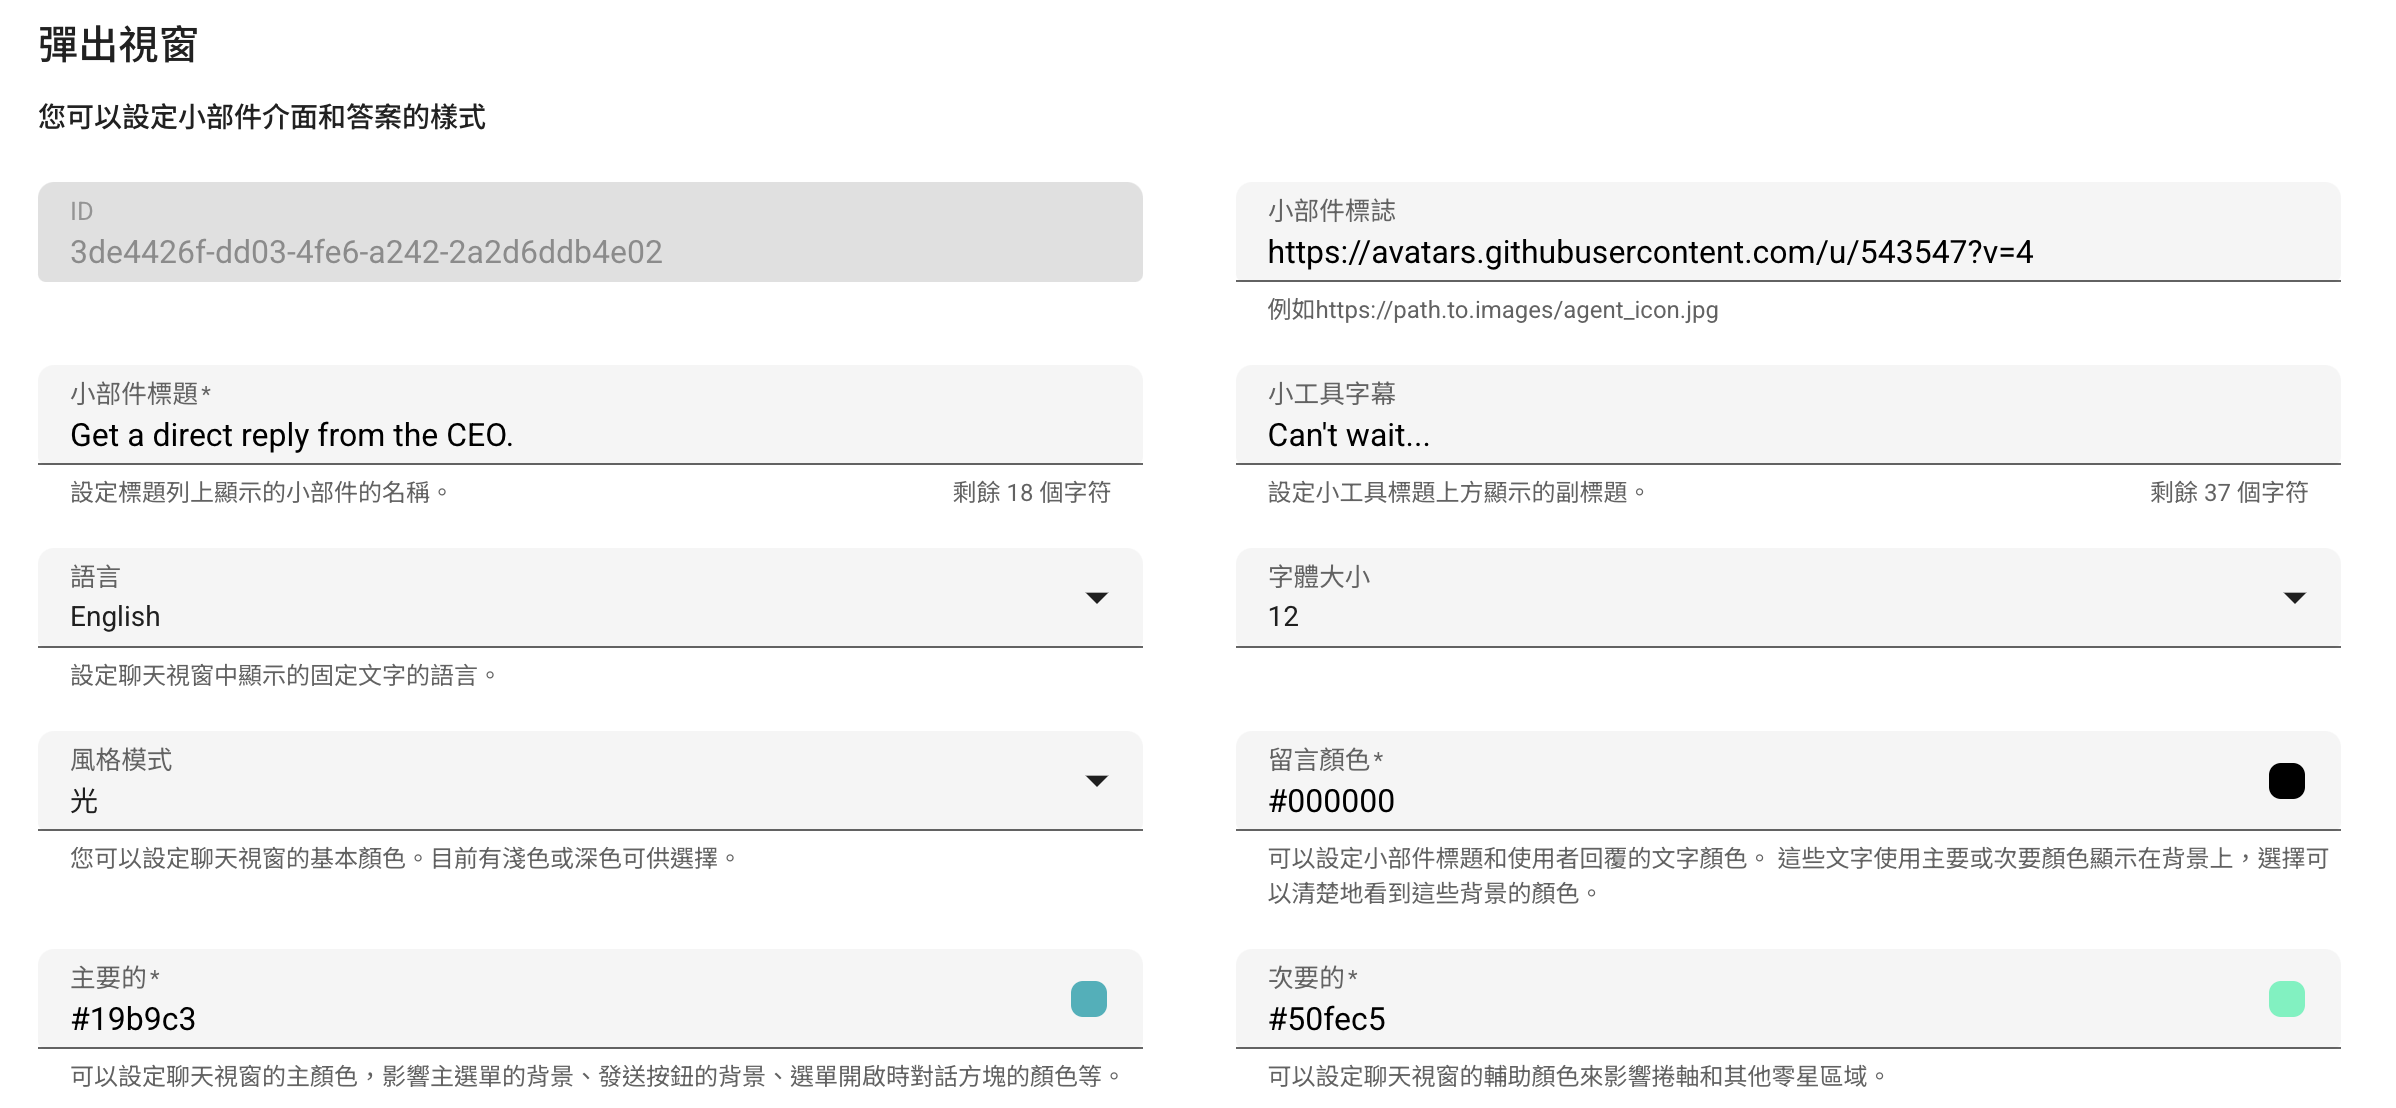 彈出視窗
您可以設定小部件介面和答案的樣式
ID
3de4426f-dd03-4fe6-a242-2a2d6ddb4e02
小部件標誌
https://avatars.githubusercontent.com/u/543547?v=4
例如https://path.to.images/agent_icon.jpg
小部件標題*
Get a direct reply from the CEO.
設定標題列上顯示的小部件的名稱。
剩餘 18 個字符
小工具字幕
Can't wait...
設定小工具標題上方顯示的副標題。
剩餘 37 個字符
語言
English
設定聊天視窗中顯示的固定文字的語言。
字體大小
12
風格模式
光
您可以設定聊天視窗的基本顏色。目前有淺色或深色可供選擇。
留言顏色*
#000000
可以設定小部件標題和使用者回覆的文字顏色。 這些文字使用主要或次要顏色顯示在背景上，選擇可
以清楚地看到這些背景的顏色。
主要的*
#19b9c3
可以設定聊天視窗的主顏色，影響主選單的背景、發送按鈕的背景、選單開啟時對話方塊的顏色等。
次要的*
#50fec5
可以設定聊天視窗的輔助顏色來影響捲軸和其他零星區域。